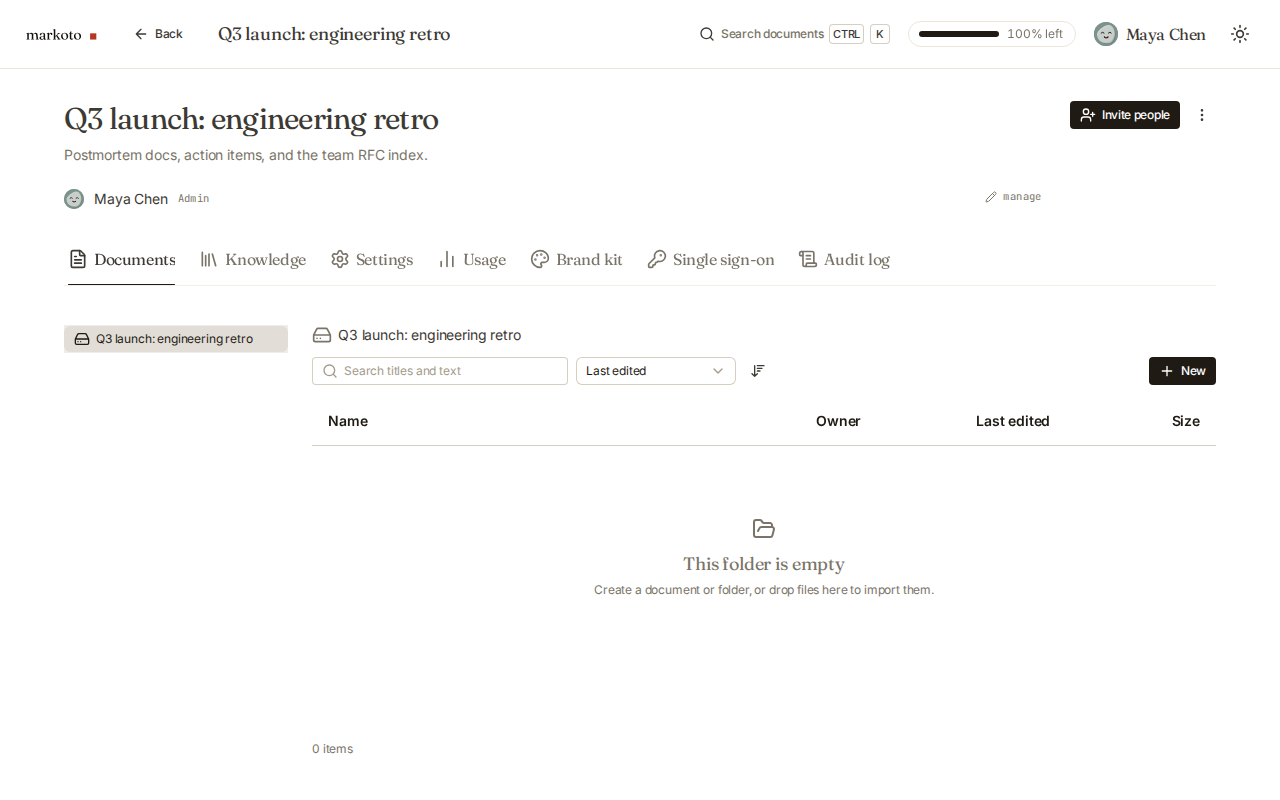 markoto
Back
Q3 launch: engineering retro
Search documents CTRL K
100% left
Maya Chen
Q3 launch: engineering retro
Invite people
Postmortem docs, action items, and the team RFC index.
Maya Chen Admin
manage
Documents Knowledge Settings Usage Brand kit Single sign-on Audit log
Q3 launch: engineering retro
Q3 launch: engineering retro
Search titles and text
Last edited
New
Name Owner Last edited Size
This folder is empty
Create a document or folder, or drop files here to import them.
0 items